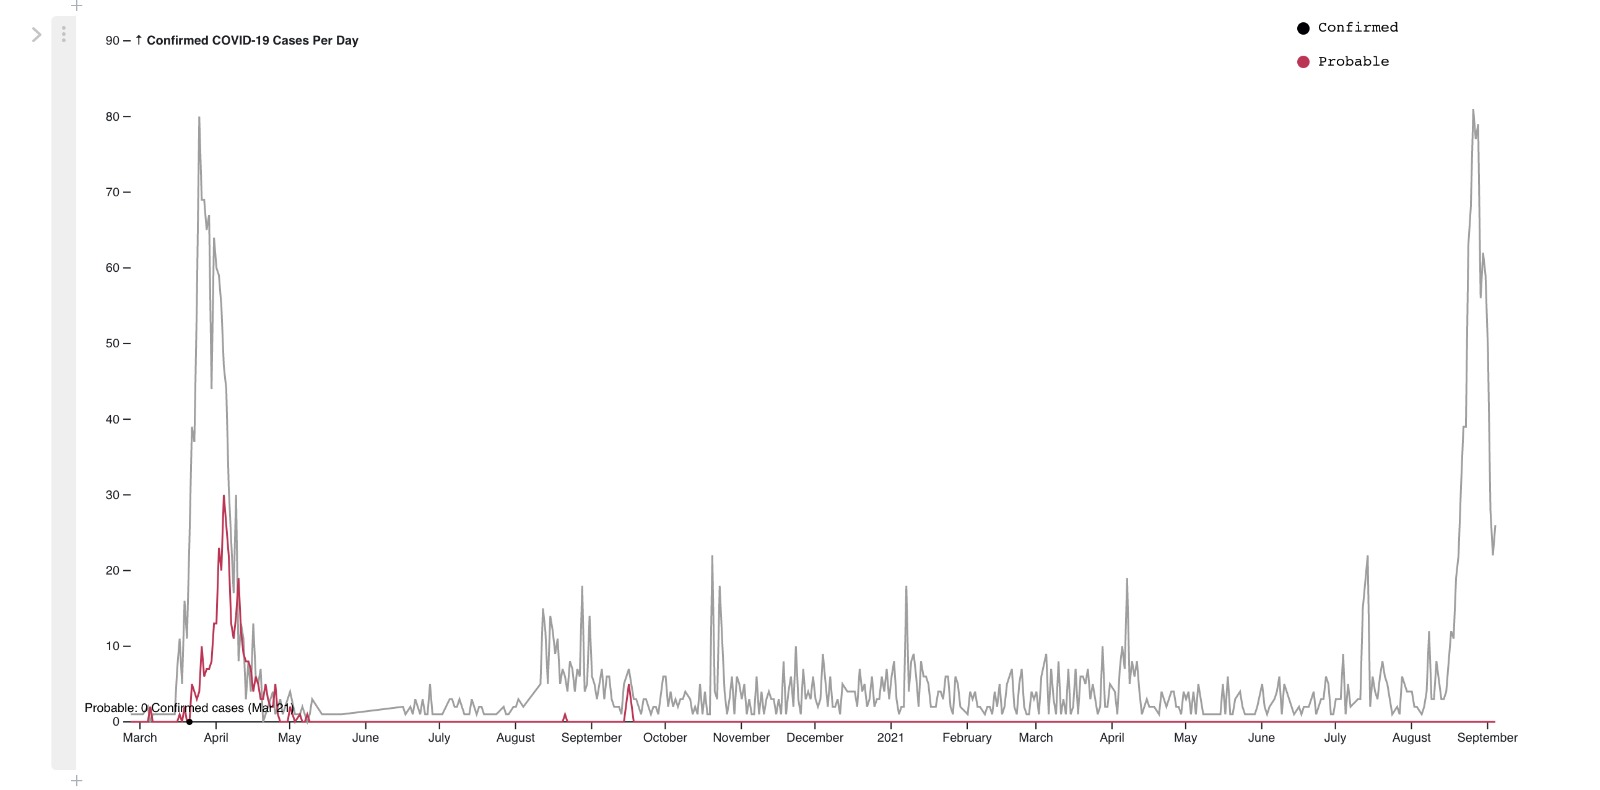 90 ↑ Confirmed COVID-19 Cases Per Day
Confirmed
Probable
80
70
60
50
40
30
20
10
Probable: 0 Confirmed cases (Mar 21)
0
March April May June July August September October November December 2021 February March April May June July August September